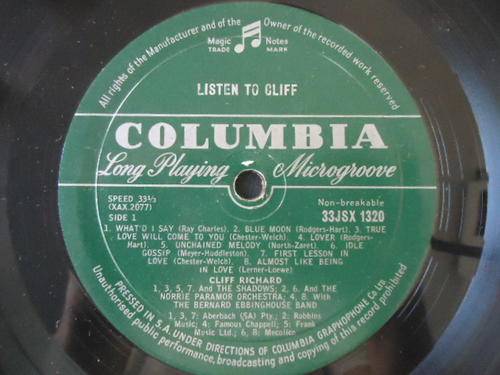 All rights of the Manufacturer and of the Owner of the recorded work reserved
Magic Notes
TRADE MARK
LISTEN TO CLIFF
COLUMBIA
Long Playing Microgroove
SPEED 33⅓
(XAX.2077)
SIDE 1
Non-breakable
33JSX 1320
1. WHAT'D I SAY (Ray Charles). 2. BLUE MOON (Rodgers-Hart). 3. TRUE
LOVE WILL COME TO YOU (Chester-Welch). 4. LOVER (Rodgers-
Hart). 5. UNCHAINED MELODY (North-Zaret). 6. IDLE
GOSSIP (Meyer-Huddleston). 7. FIRST LESSON IN
LOVE (Chester-Welch). 8. ALMOST LIKE BEING
IN LOVE (Lerner-Loewe)
CLIFF RICHARD
1, 3, 5, 7. And THE SHADOWS; 2, 6. And THE
NORRIE PARAMOR ORCHESTRA; 4, 8. With
THE BERNARD EBBINGHOUSE BAND
1, 3, 7; Aberbach (SA) Pty.; 2; Robbins
Music; 4; Famous Chappell; 5; Frank
Music Ltd.; 6, 8; Mecolico
PRESSED IN S.A. UNDER DIRECTIONS OF COLUMBIA GRAPHOPHONE Co Ltd.
Unauthorised public performance, broadcasting and copying of this record prohibited